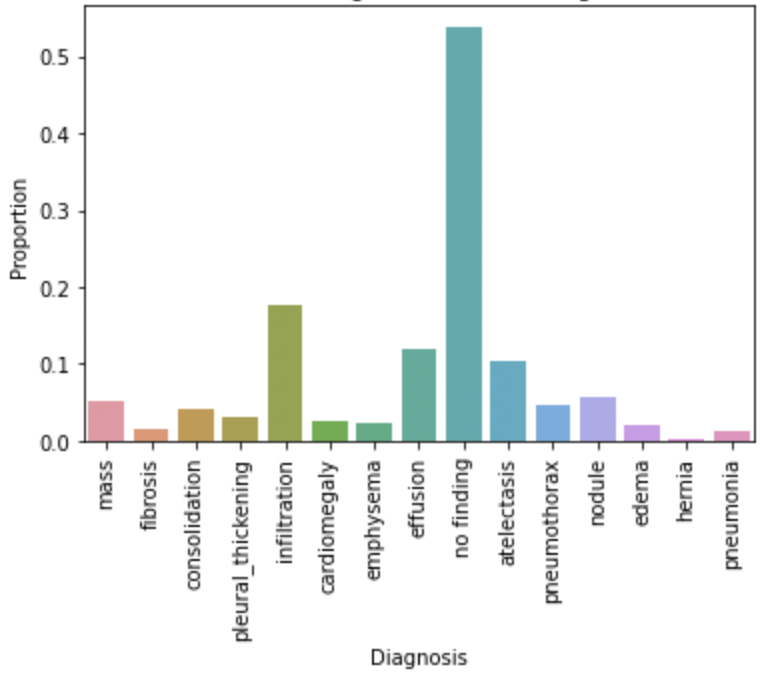 Proportion
0.5
0.4
0.3
0.2
0.1
0.0
mass
fibrosis
consolidation
pleural_thickening
infiltration
cardiomegaly
emphysema
effusion
no finding
atelectasis
pneumothorax
nodule
edema
hernia
pneumonia
Diagnosis